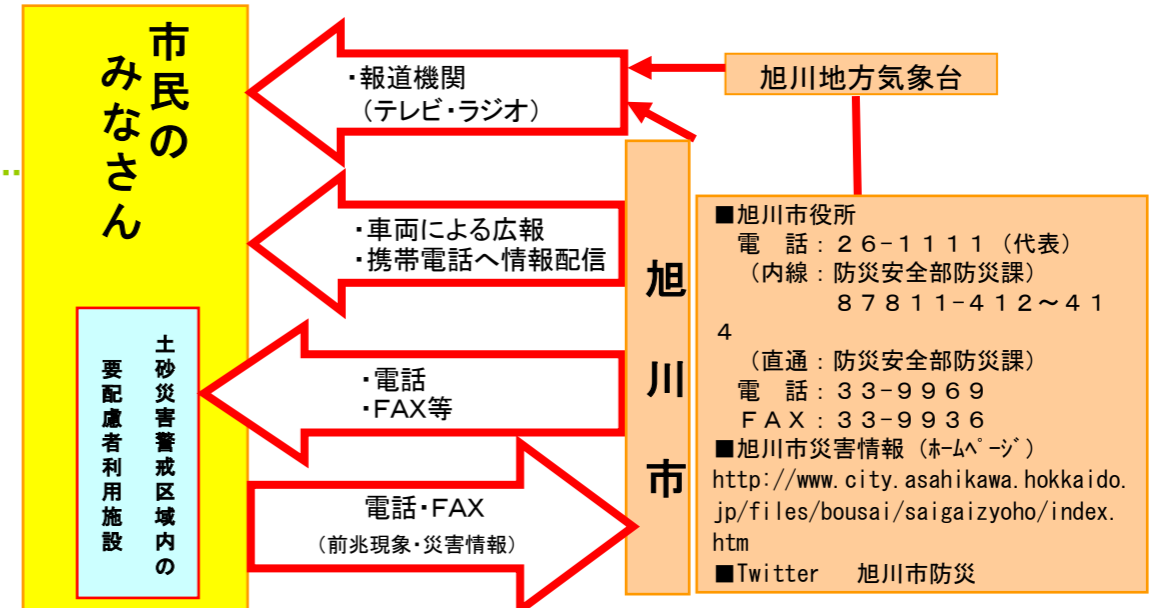 市民の
みなさん
土砂災害警戒区域内の
要配慮者利用施設
・報道機関
（テレビ・ラジオ）
・車両による広報
・携帯電話へ情報配信
・電話
・FAX等
電話・FAX
（前兆現象・災害情報）
旭川市
旭川地方気象台
■旭川市役所
電　話：２６-１１１１（代表）
（内線：防災安全部防災課）
８７８１１-４１２～４１
４
（直通：防災安全部防災課）
電　話：３３-９９６９
ＦＡＸ：３３-９９３６
■旭川市災害情報（ﾎｰﾑﾍﾟｰｼﾞ）
http://www.city.asahikawa.hokkaido.
jp/files/bousai/saigaizyoho/index.
htm
■Twitter　旭川市防災